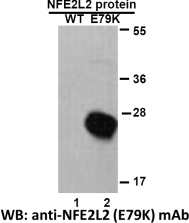 NFE2L2 protein
WT E79K
55
36
28
17
1 2
WB: anti-NFE2L2 (E79K) mAb